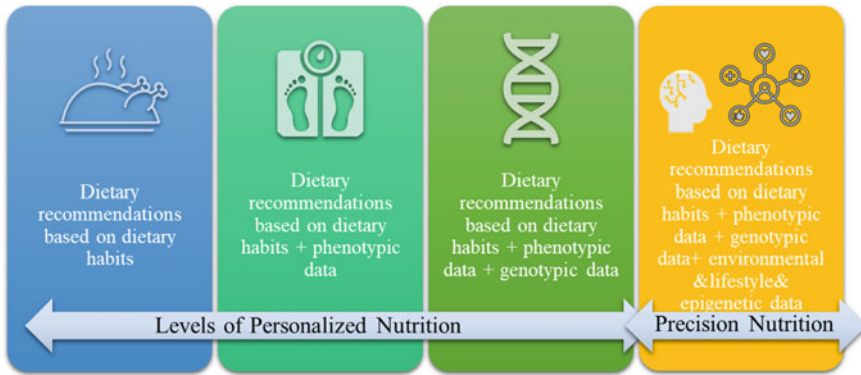 Dietary
recommendations
based on dietary
habits
Dietary
recommendations
based on dietary
habits + phenotypic
data
Dietary
recommendations
based on dietary
habits + phenotypic
data + genotypic data
Dietary
recommendations
based on dietary
habits + phenotypic
data + genotypic
data+ environmental
&lifestyle&
epigenetic data
Levels of Personalized Nutrition
Precision Nutrition